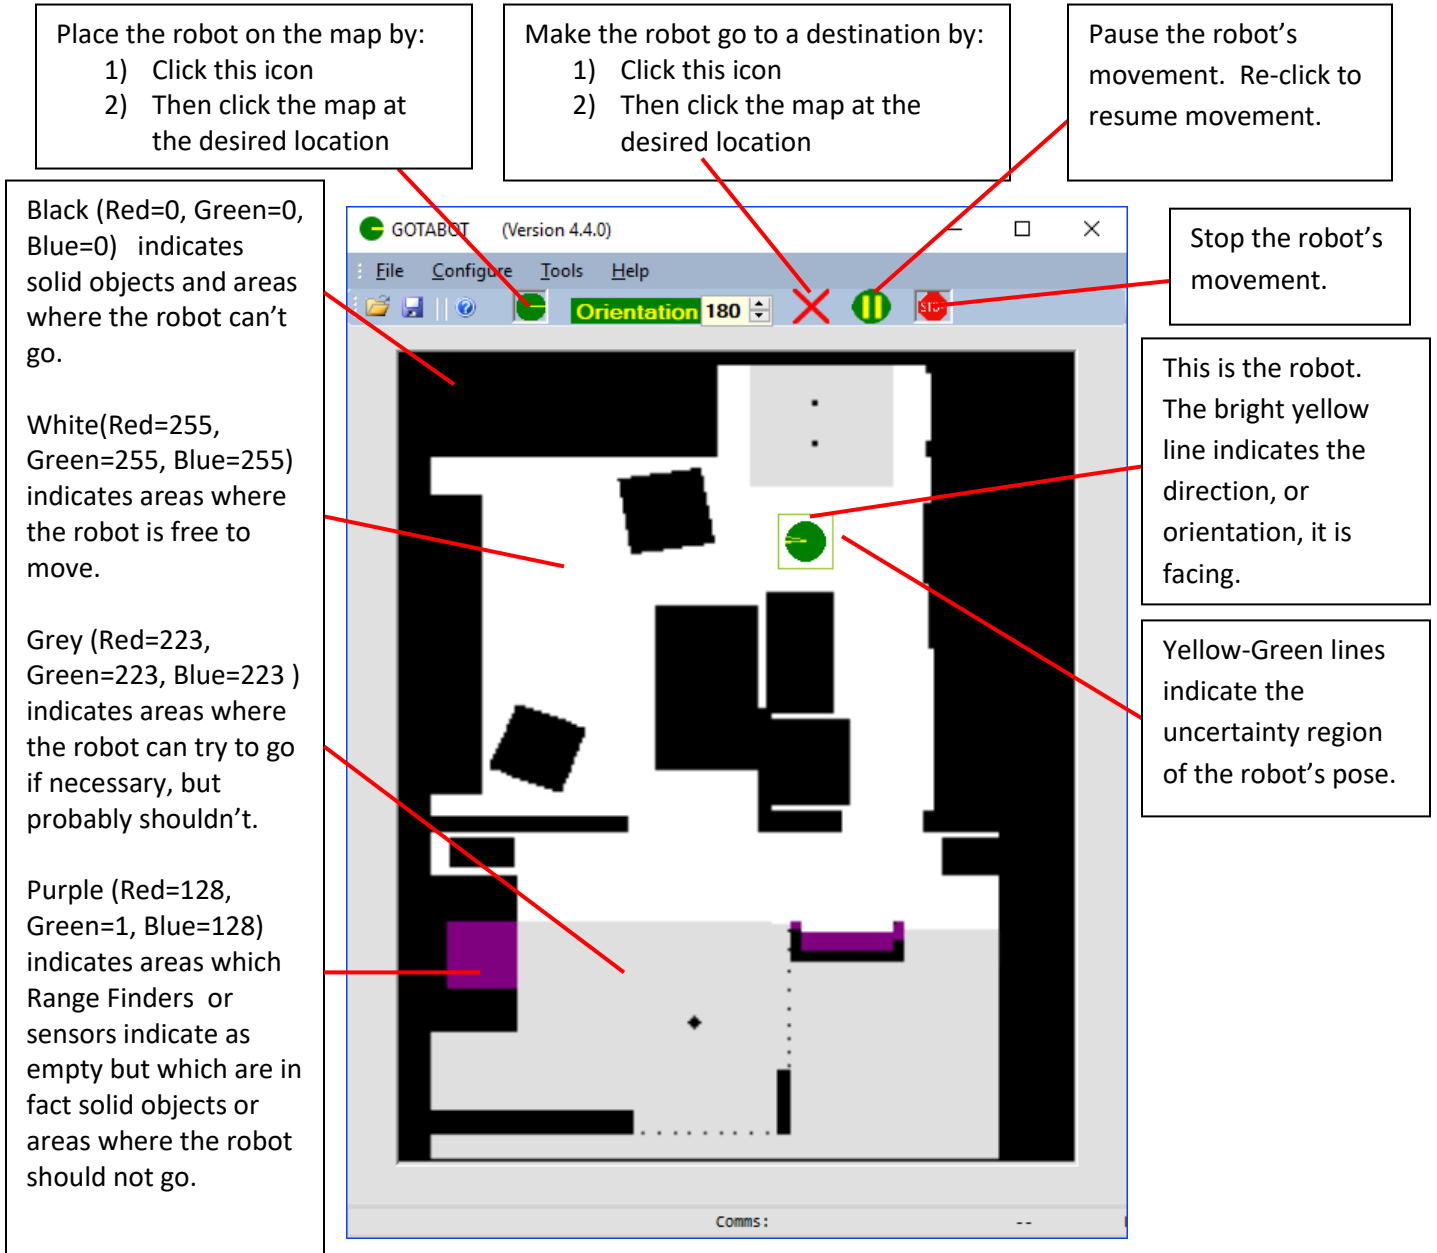 Place the robot on the map by:
1) Click this icon
2) Then click the map at
the desired location
Make the robot go to a destination by:
1) Click this icon
2) Then click the map at the
desired location
Pause the robot’s
movement. Re-click to
resume movement.
Black (Red=0, Green=0,
Blue=0) indicates
solid objects and areas
where the robot can’t
go.
White(Red=255,
Green=255, Blue=255)
indicates areas where
the robot is free to
move.
Grey (Red=223,
Green=223, Blue=223 )
indicates areas where
the robot can try to go
if necessary, but
probably shouldn’t.
Purple (Red=128,
Green=1, Blue=128)
indicates areas which
Range Finders or
sensors indicate as
empty but which are in
fact solid objects or
areas where the robot
should not go.
GOTABOT (Version 4.4.0)
File Configure Tools Help
Orientation 180
STOP
Comms: --
Stop the robot’s
movement.
This is the robot.
The bright yellow
line indicates the
direction, or
orientation, it is
facing.
Yellow-Green lines
indicate the
uncertainty region
of the robot’s pose.